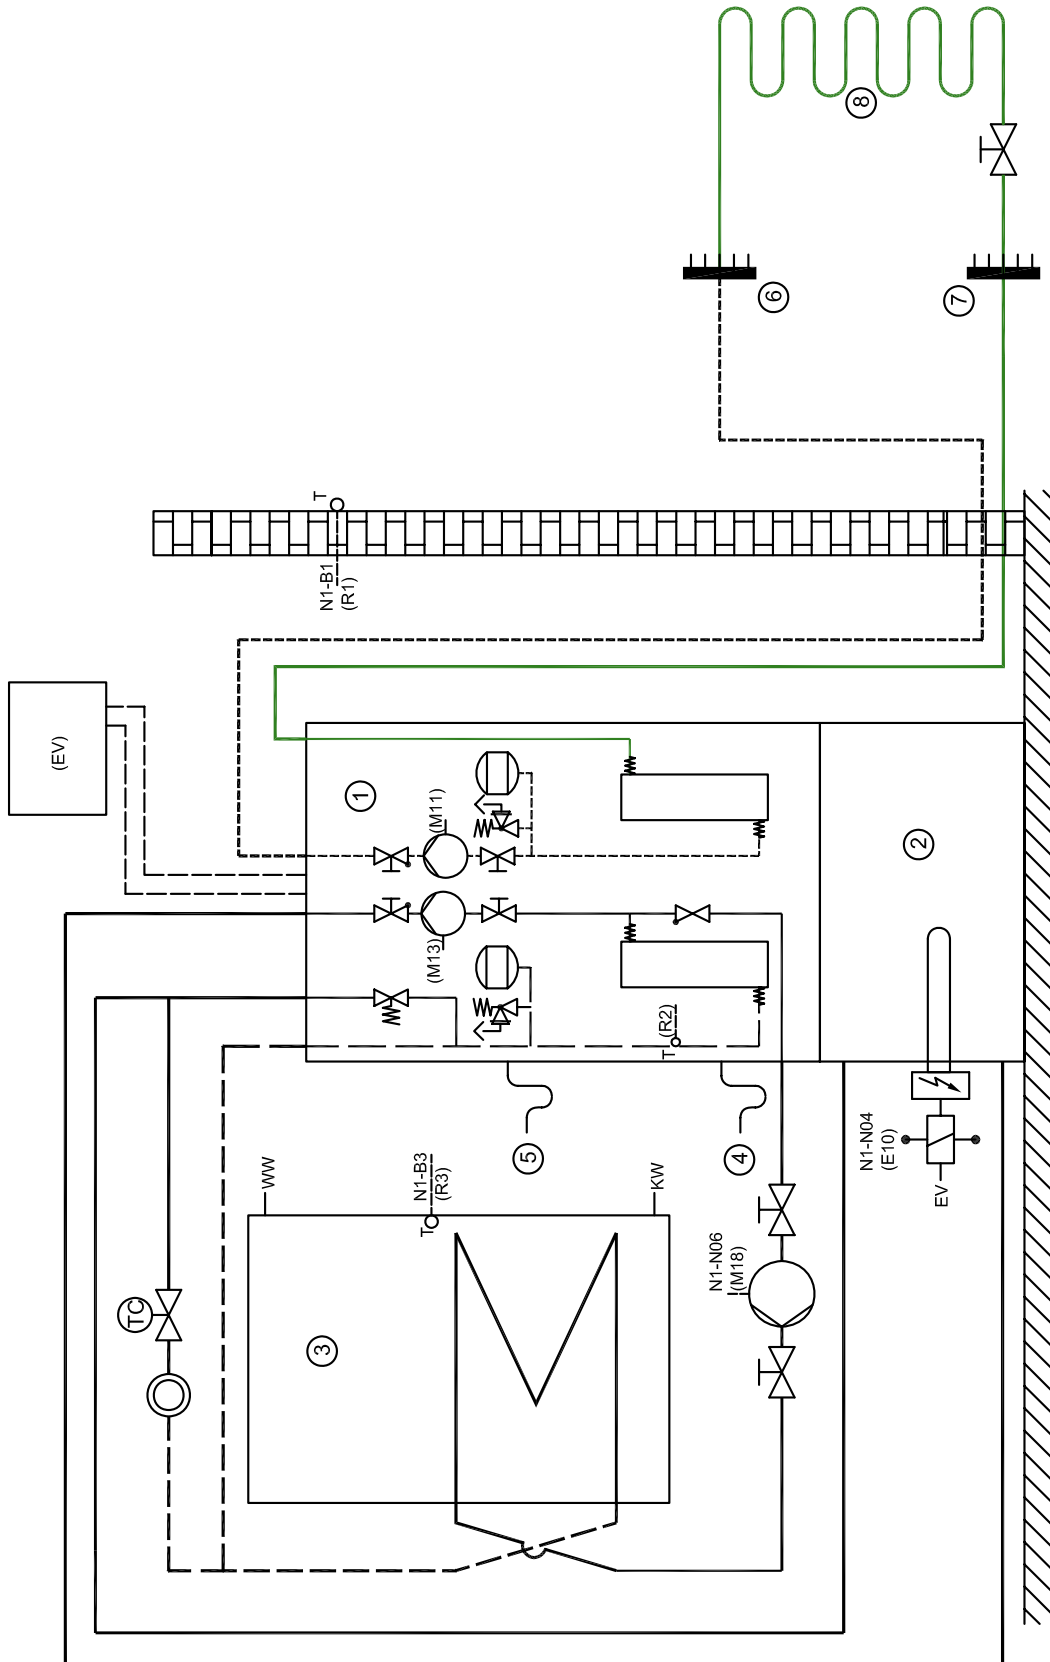 8
6
7
T
N1-B1
(R1)
(EV)
1
(M11)
2
(M13)
(R2)
T
5
4
N1-N04
(E10)
EV
WW
N1-B3
(R3)
T
KW
N1-N06
(M18)
TC
3